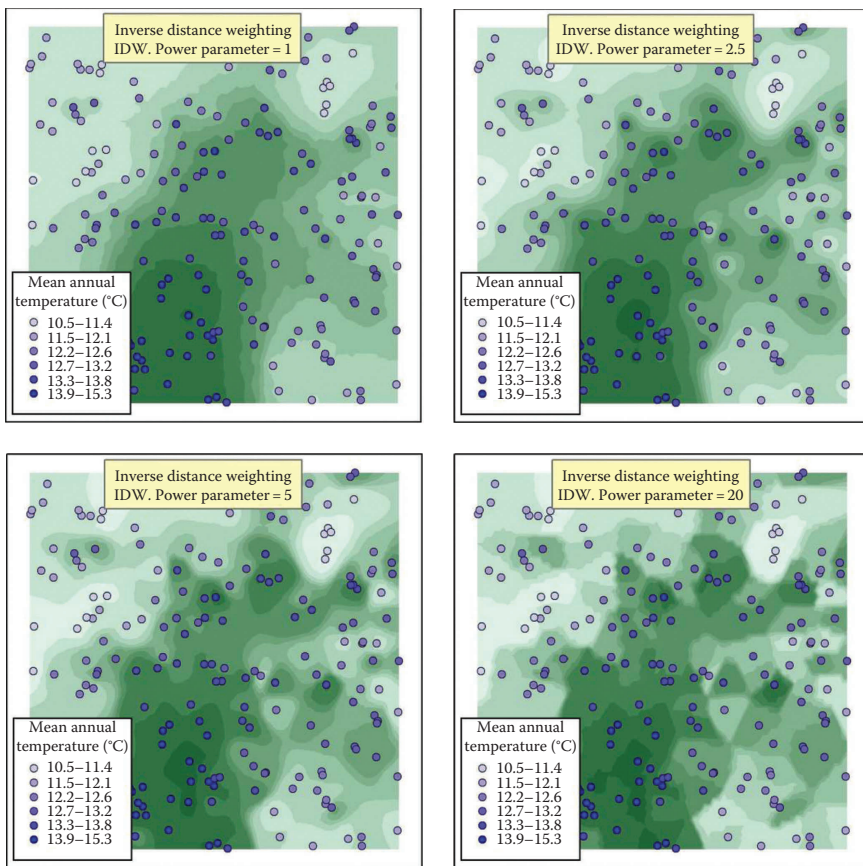 Inverse distance weighting
IDW. Power parameter = 1
Mean annual
temperature (°C)
10.5–11.4
11.5–12.1
12.2–12.6
12.7–13.2
13.3–13.8
13.9–15.3
Inverse distance weighting
IDW. Power parameter = 2.5
Mean annual
temperature (°C)
10.5–11.4
11.5–12.1
12.2–12.6
12.7–13.2
13.3–13.8
13.9–15.3
Inverse distance weighting
IDW. Power parameter = 5
Mean annual
temperature (°C)
10.5–11.4
11.5–12.1
12.2–12.6
12.7–13.2
13.3–13.8
13.9–15.3
Inverse distance weighting
IDW. Power parameter = 20
Mean annual
temperature (°C)
10.5–11.4
11.5–12.1
12.2–12.6
12.7–13.2
13.3–13.8
13.9–15.3